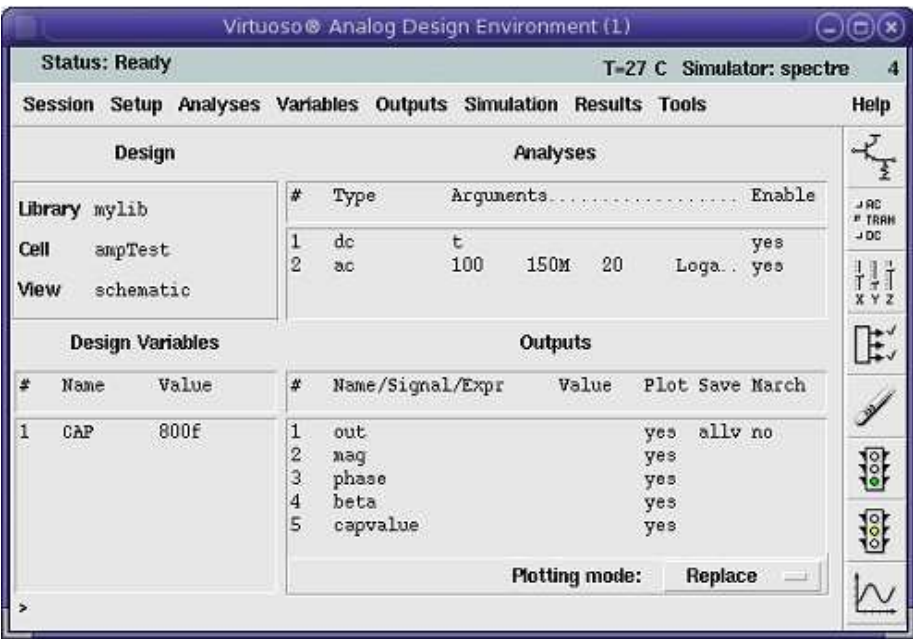 Virtuoso® Analog Design Environment (1)
Status: Ready T=27 C Simulator: spectre 4
Session Setup Analyses Variables Outputs Simulation Results Tools Help
Design
Library mylib
Cell ampTest
View schematic
Analyses
# Type Arguments.................. Enable
1 dc t yes
2 ac 100 150M 20 Loga.. yes
Design Variables
# Name Value
1 CAP 800f
Outputs
# Name/Signal/Expr Value Plot Save March
1 out yes allv no
2 mag yes
3 phase yes
4 beta yes
5 capvalue yes
Plotting mode: Replace
>
AC
TRAN
DC
X Y Z